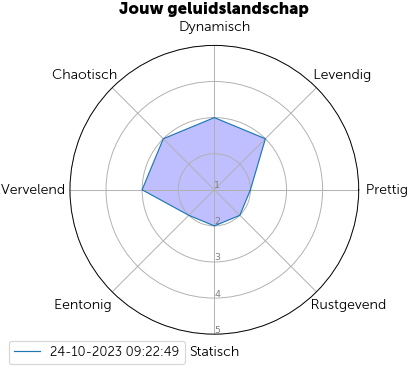 Jouw geluidslandschap
Dynamisch
Chaotisch
Levendig
Vervelend
1
Prettig
2
3
Eentonig
4
Rustgevend
5
24-10-2023 09:22:49
Statisch